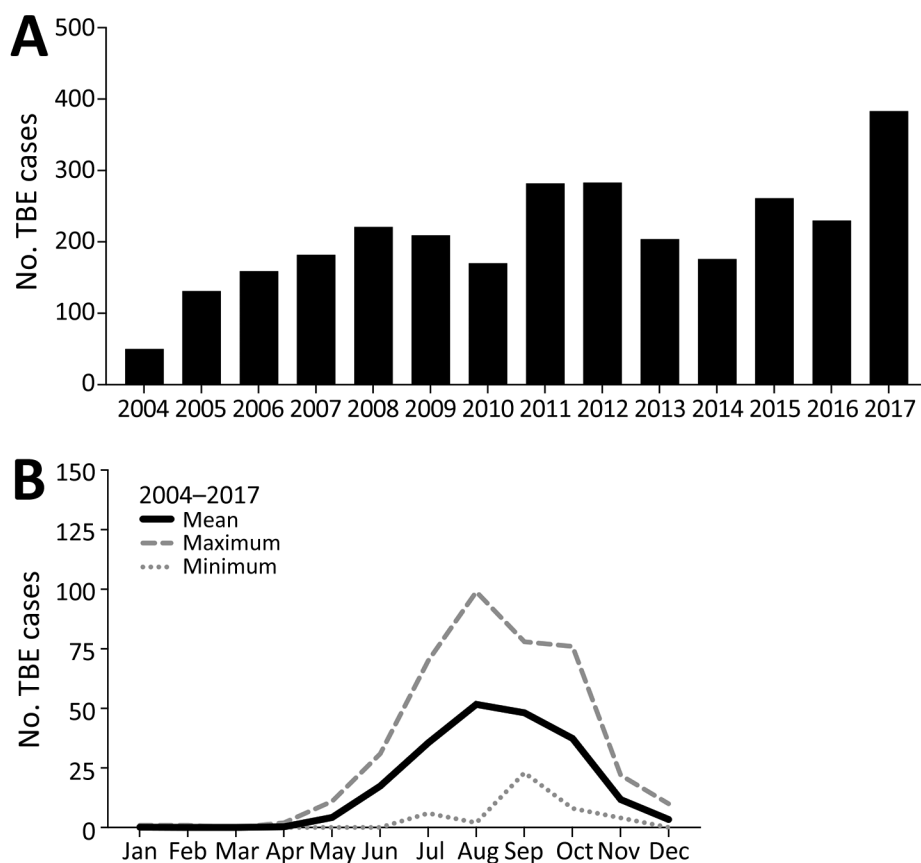 A
No. TBE cases
500
400
300
200
100
0
2004 2005 2006 2007 2008 2009 2010 2011 2012 2013 2014 2015 2016 2017
B
No. TBE cases
150
125
100
75
50
25
0
2004–2017
Mean
Maximum
Minimum
Jan Feb Mar Apr May Jun Jul Aug Sep Oct Nov Dec